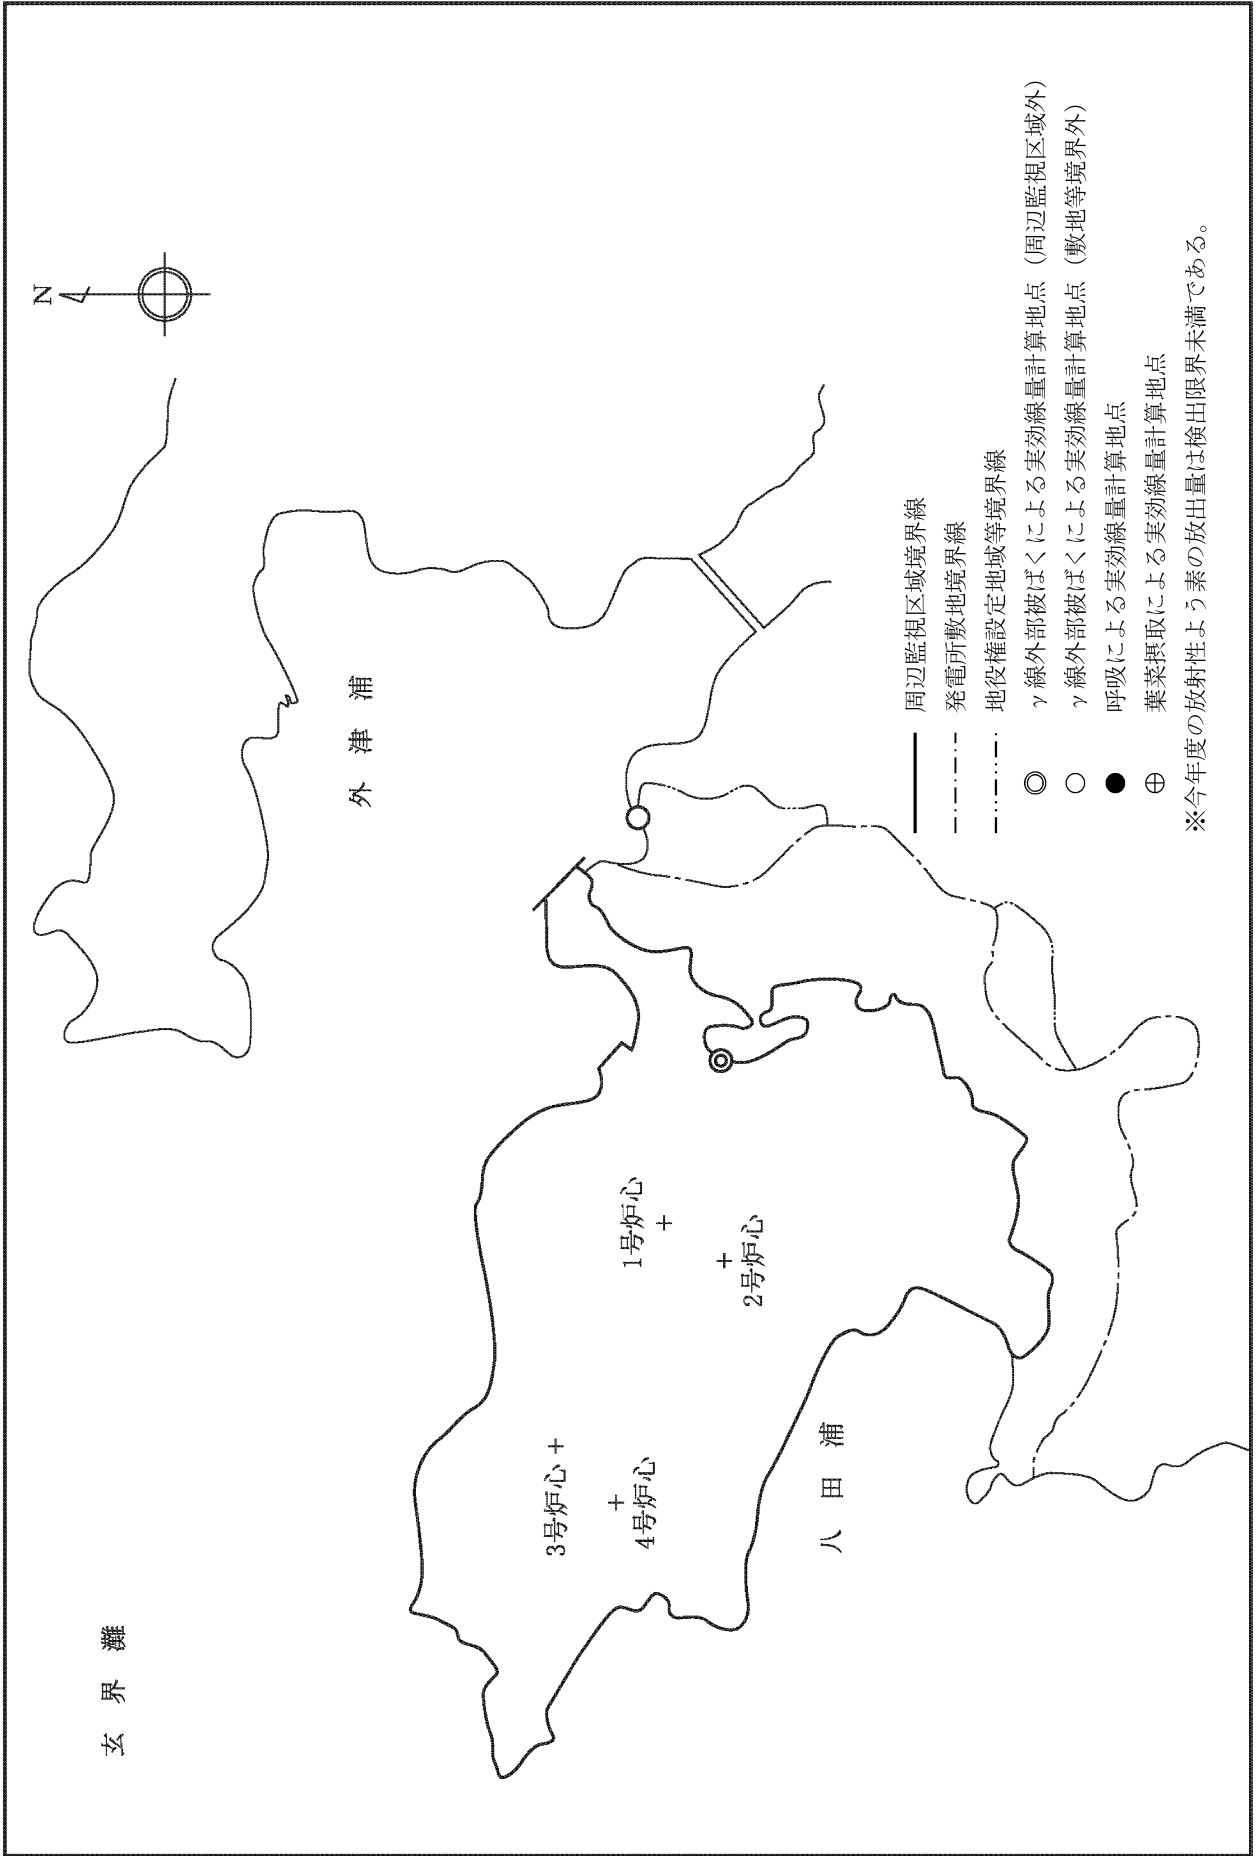 N
玄界灘
外津浦
八田浦
1号炉心
2号炉心
3号炉心
4号炉心
周辺監視区域境界線
発電所敷地境界線
地役権設定地域等境界線
γ線外部被ばくによる実効線量計算地点（周辺監視区域外）
γ線外部被ばくによる実効線量計算地点（敷地等境界外）
呼吸による実効線量計算地点
葉菜摂取による実効線量計算地点
※今年度の放射性よう素の放出量は検出限界未満である。